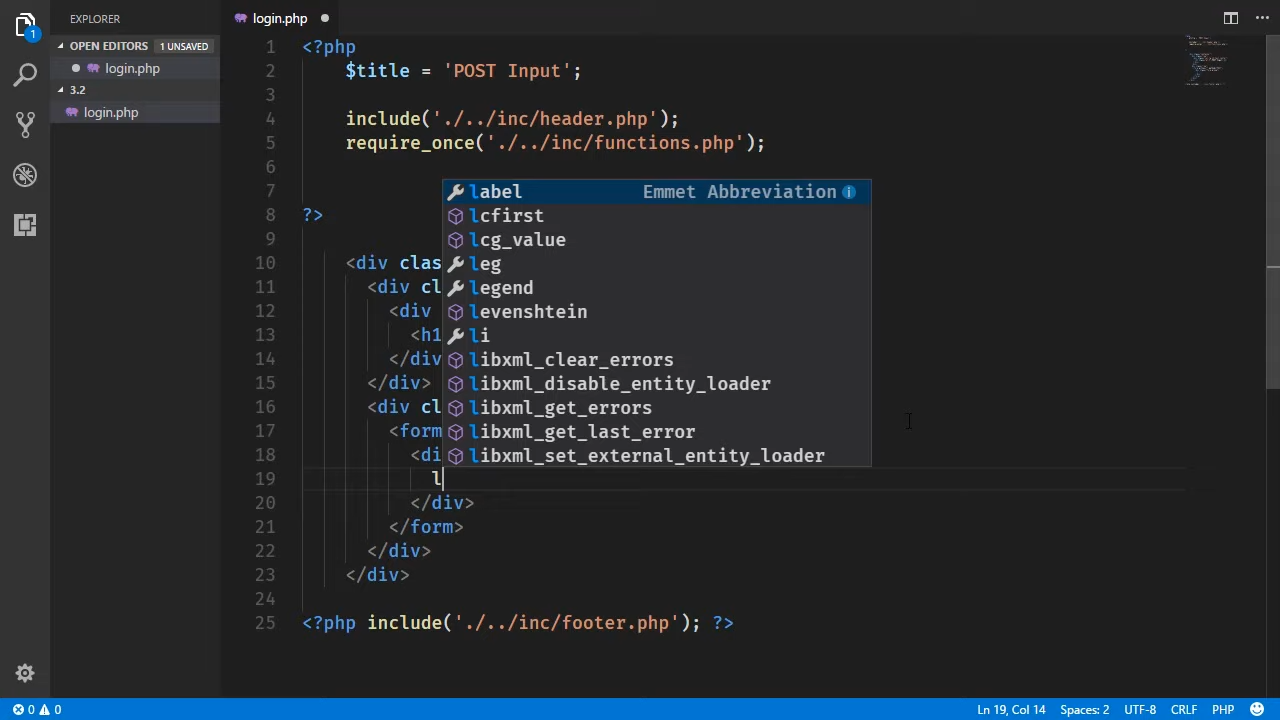 EXPLORER
login.php
OPEN EDITORS 1 UNSAVED
login.php
3.2
login.php
1
1 <?php
2 $title = 'POST Input';
3
4 include('./../inc/header.php');
5 require_once('./../inc/functions.php');
6
7
8 ?>
9
10 <div clas
11 <div cl
12 <div
13 <h1
14 </div
15 </div>
16 <div cl
17 <form
18 <di
19 l
20 </div>
21 </form>
22 </div>
23 </div>
24
25 <?php include('./../inc/footer.php'); ?>
label Emmet Abbreviation
lcfirst
lcg_value
leg
legend
levenshtein
li
libxml_clear_errors
libxml_disable_entity_loader
libxml_get_errors
libxml_get_last_error
libxml_set_external_entity_loader
0 0 Ln 19, Col 14 Spaces: 2 UTF-8 CRLF PHP